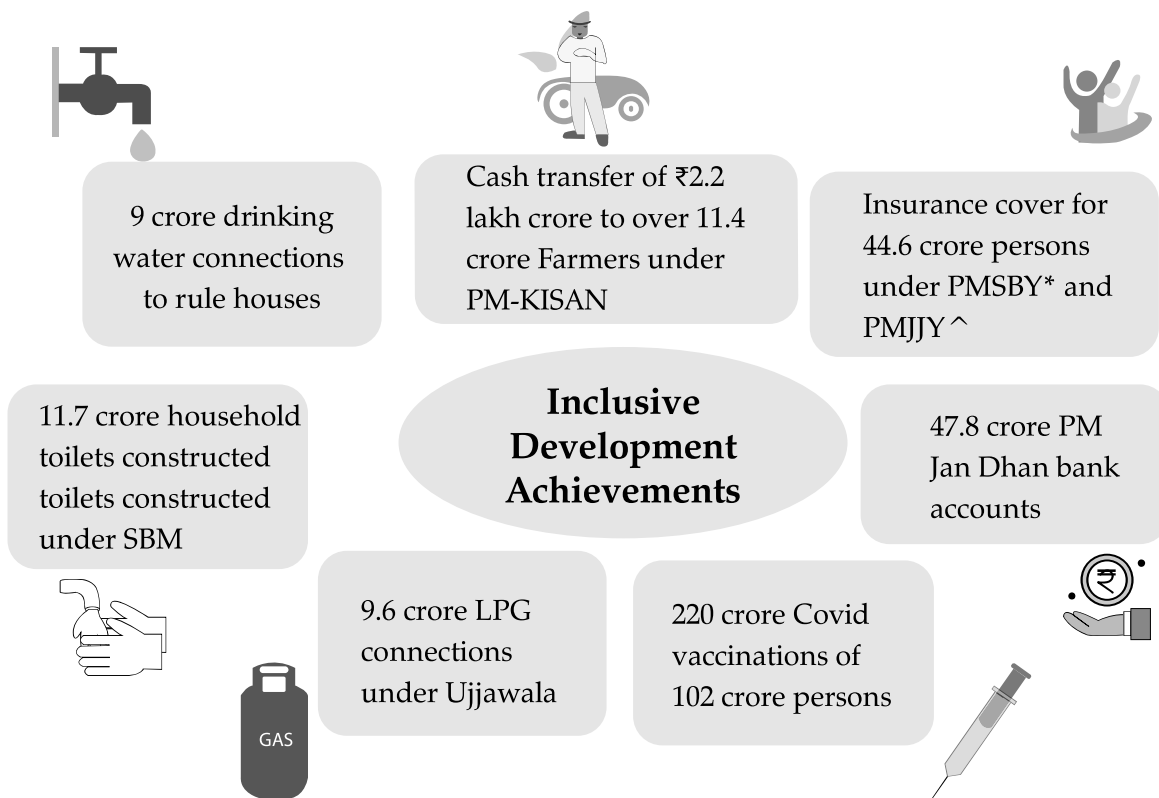 9 crore drinking
water connections
to rule houses
Cash transfer of ₹2.2
lakh crore to over 11.4
crore Farmers under
PM-KISAN
Insurance cover for
44.6 crore persons
under PMSBY* and
PMJJY^
11.7 crore household
toilets constructed
toilets constructed
under SBM
Inclusive
Development
Achievements
47.8 crore PM
Jan Dhan bank
accounts
9.6 crore LPG
connections
under Ujjawala
220 crore Covid
vaccinations of
102 crore persons
₹
GAS